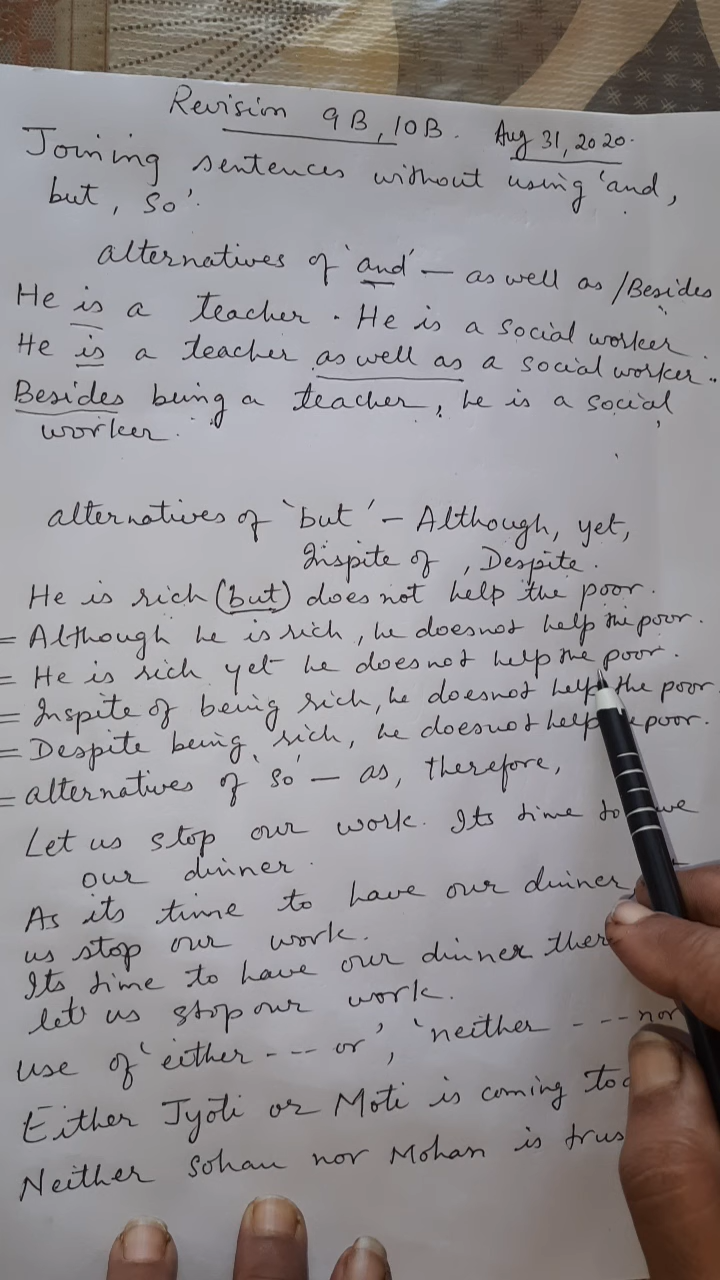 Revision 9B, 10B. Aug 31, 2020.
Joining sentences without using 'and,
but, so'.
alternatives of 'and' – as well as /Besides
He is a teacher. He is a social worker.
He is a teacher as well as a social worker..
Besides being a teacher, he is a social
worker.
alternatives of 'but' – Although, yet,
Inspite of, Despite.
He is rich (but) does not help the poor.
= Although he is rich, he doesnot help the poor.
= He is rich yet he doesnot help the poor.
= Inspite of being rich, he doesnot help the poor.
= Despite being rich, he doesnot help poor.
= alternatives of 'so' – as, therefore,
Let us stop our work. Its time to
our dinner.
As its time to have our dinner
us stop our work.
Its time to have our dinner
let us stop our work.
use of 'either --- or', 'neither --- nor
Either Jyoti or Moti is coming
Neither Sohan nor Mohan is